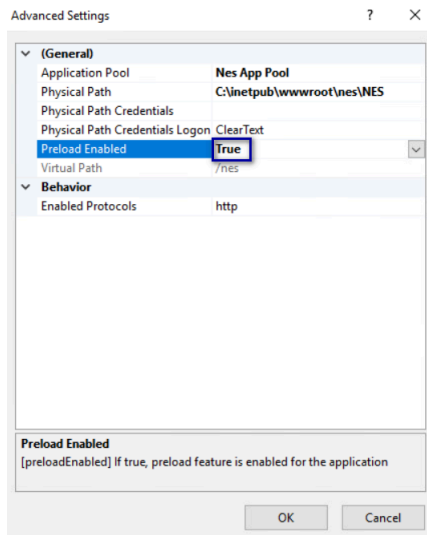 Advanced Settings ? ×
(General)
Application Pool Nes App Pool
Physical Path C:\inetpub\wwwroot\nes\NES
Physical Path Credentials
Physical Path Credentials Logon ClearText
Preload Enabled True
Virtual Path /nes
Behavior
Enabled Protocols http
Preload Enabled
[preloadEnabled] If true, preload feature is enabled for the application
OK Cancel